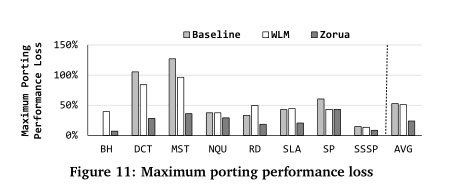 Baseline WLM Zorua
Maximum Porting
Performance Loss
150%
100%
50%
0%
BH DCT MST NQU RD SLA SP SSSP AVG
Figure 11: Maximum porting performance loss